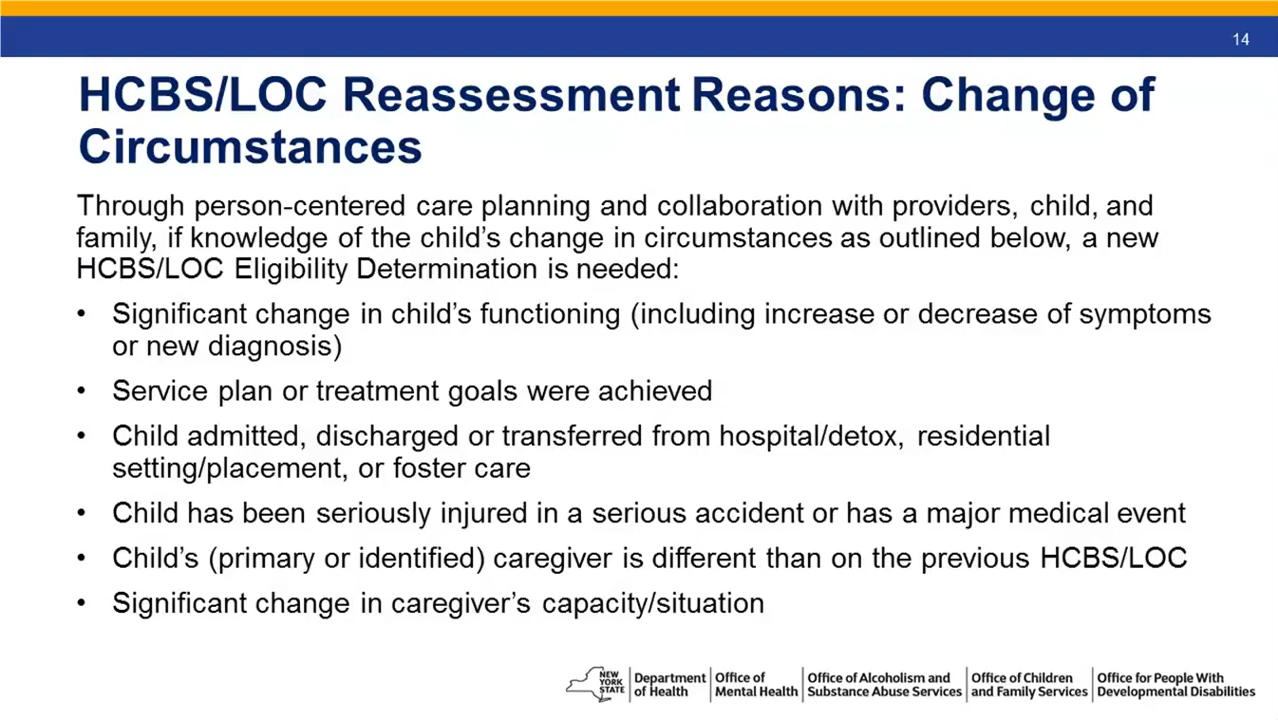 14
HCBS/LOC Reassessment Reasons: Change of
Circumstances
Through person-centered care planning and collaboration with providers, child, and
family, if knowledge of the child's change in circumstances as outlined below, a new
HCBS/LOC Eligibility Determination is needed:
• Significant change in child's functioning (including increase or decrease of symptoms
or new diagnosis)
• Service plan or treatment goals were achieved
• Child admitted, discharged or transferred from hospital/detox, residential
setting/placement, or foster care
• Child has been seriously injured in a serious accident or has a major medical event
• Child's (primary or identified) caregiver is different than on the previous HCBS/LOC
• Significant change in caregiver's capacity/situation
NEW
YORK
STATE
Department
of Health
Office of
Mental Health
Office of Alcoholism and
Substance Abuse Services
Office of Children
and Family Services
Office for People With
Developmental Disabilities